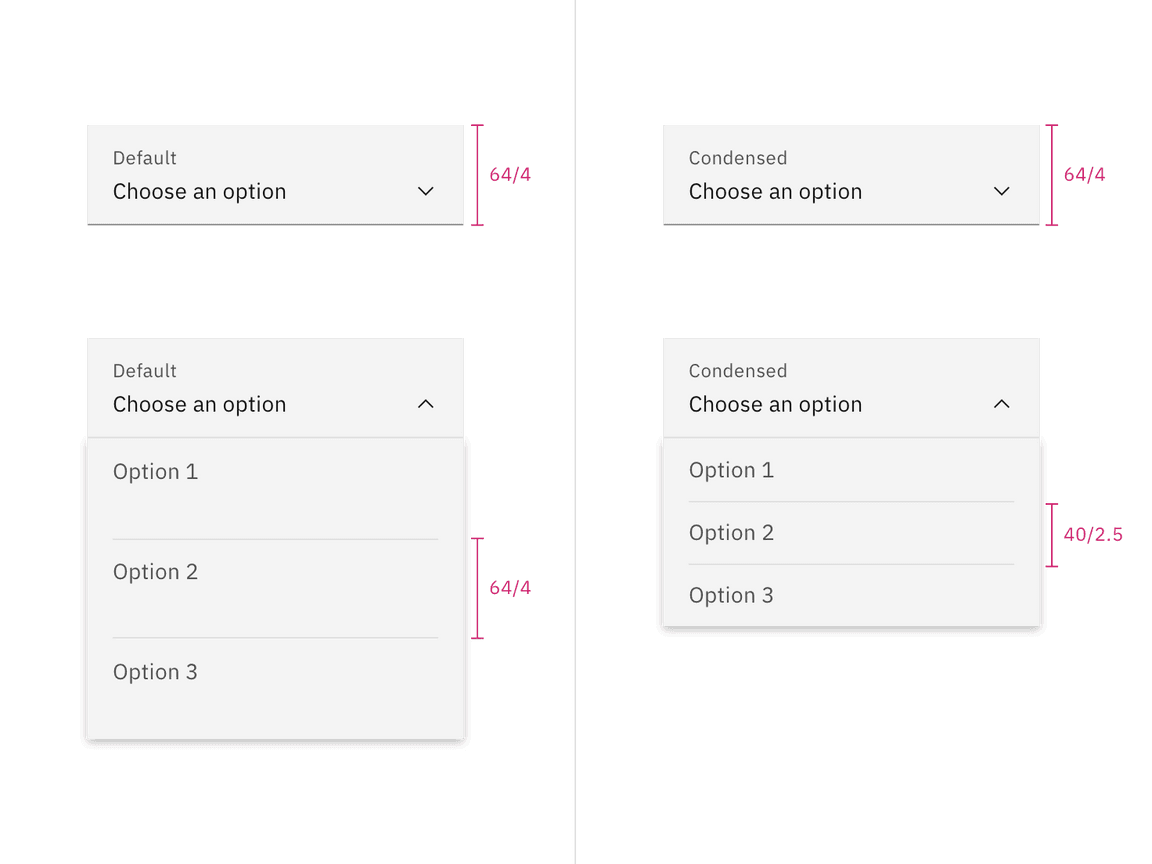 Default
Choose an option
64/4
Default
Choose an option
Option 1
Option 2
64/4
Option 3
Condensed
Choose an option
64/4
Condensed
Choose an option
Option 1
Option 2
40/2.5
Option 3